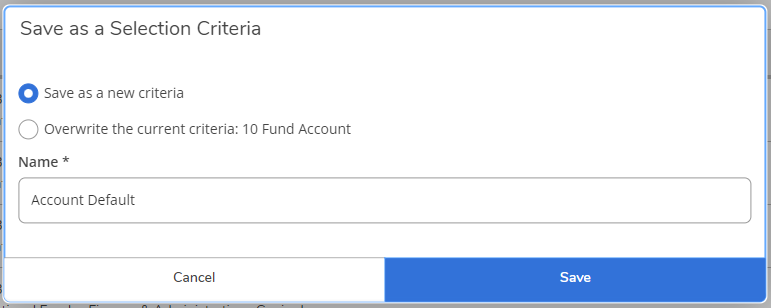 Save as a Selection Criteria
Save as a new criteria
Overwrite the current criteria: 10 Fund Account
Name *
Account Default
Cancel
Save